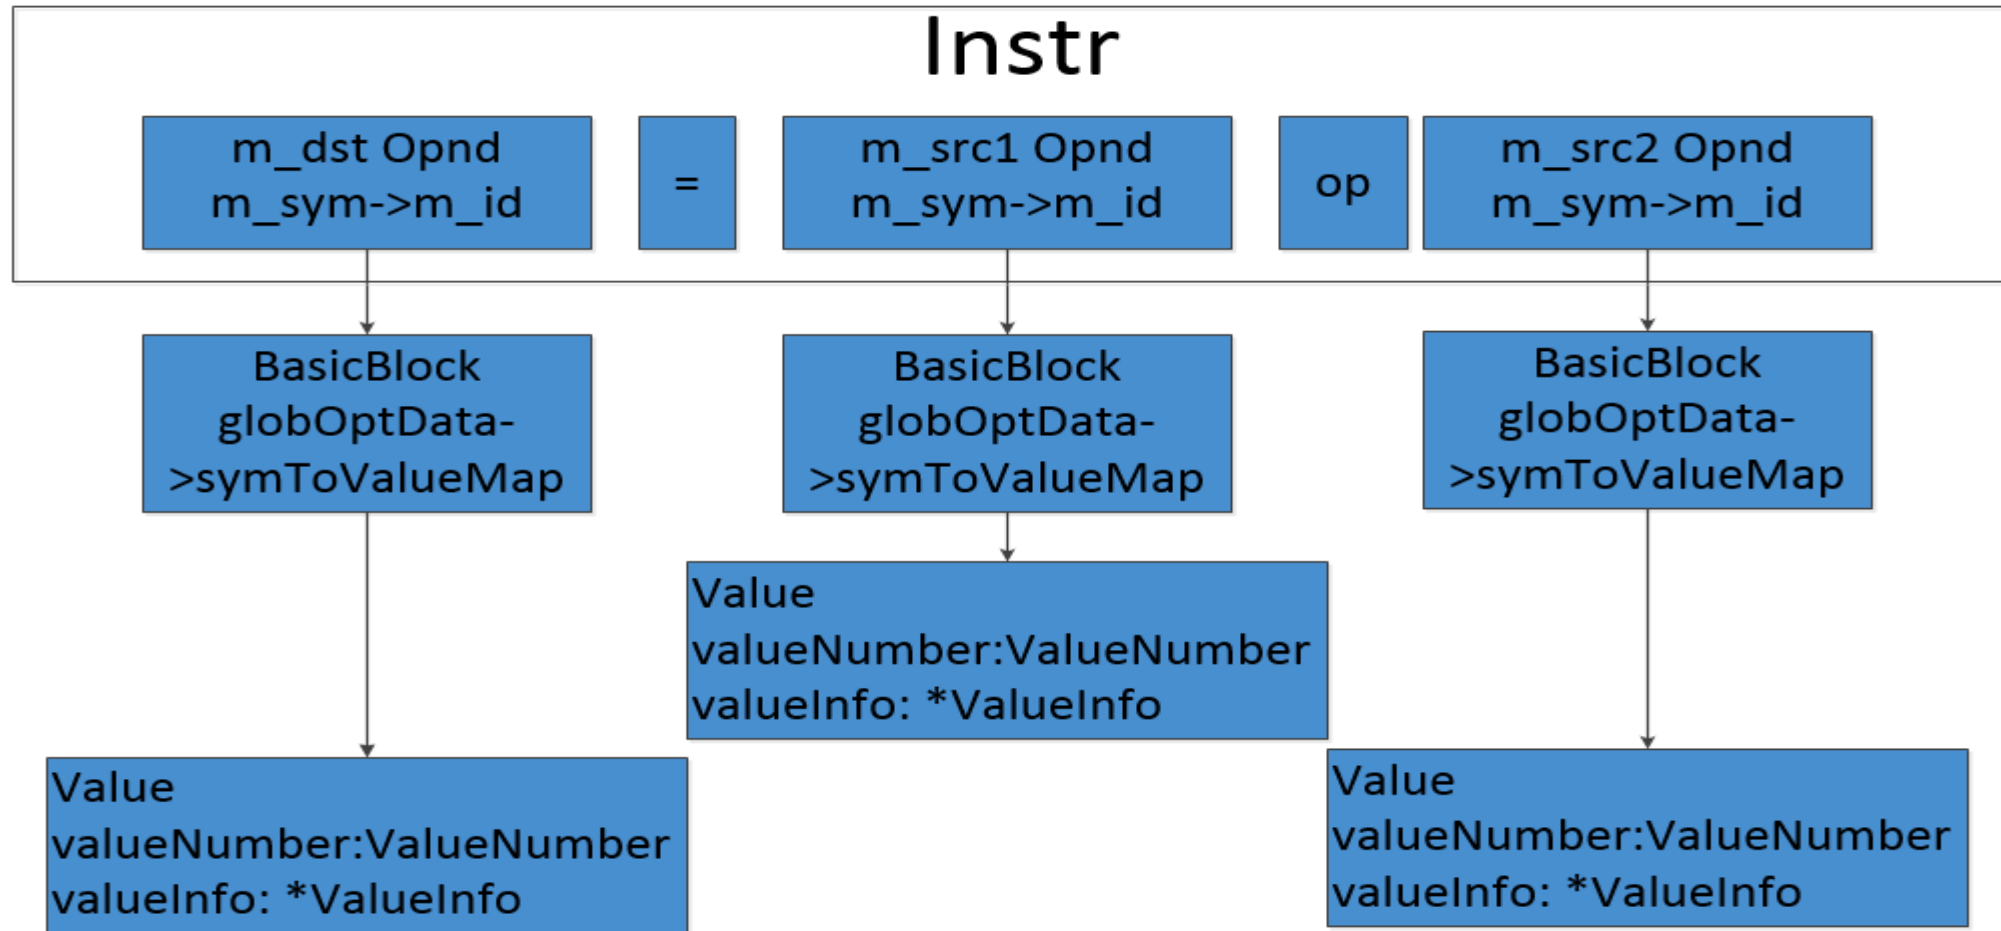 Instr
m_dst Opnd
m_sym->m_id
=
m_src1 Opnd
m_sym->m_id
op
m_src2 Opnd
m_sym->m_id
BasicBlock
globOptData-
>symToValueMap
BasicBlock
globOptData-
>symToValueMap
BasicBlock
globOptData-
>symToValueMap
Value
valueNumber:ValueNumber
valueInfo: *ValueInfo
Value
valueNumber:ValueNumber
valueInfo: *ValueInfo
Value
valueNumber:ValueNumber
valueInfo: *ValueInfo